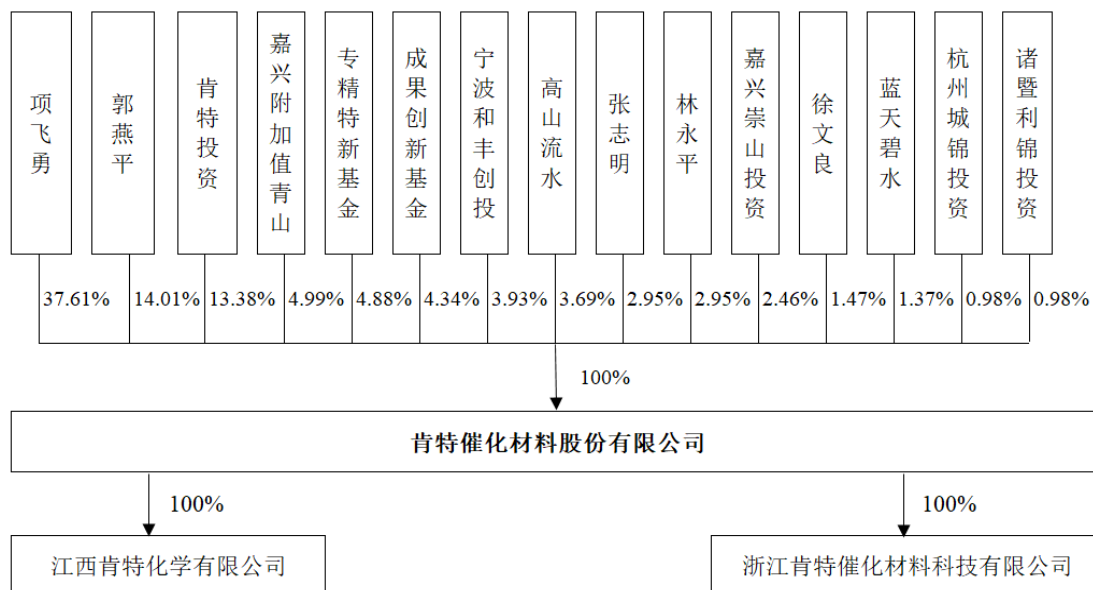 项飞勇
郭燕平
肯特投资
嘉兴附加值青山
专精特新基金
成果创新基金
宁波和丰创投
高山流水
张志明
林永平
嘉兴崇山投资
徐文良
蓝天碧水
杭州城锦投资
诸暨利锦投资
37.61%
14.01%
13.38%
4.99%
4.88%
4.34%
3.93%
3.69%
2.95%
2.95%
2.46%
1.47%
1.37%
0.98%
0.98%
100%
肯特催化材料股份有限公司
100%
100%
江西肯特化学有限公司
浙江肯特催化材料科技有限公司